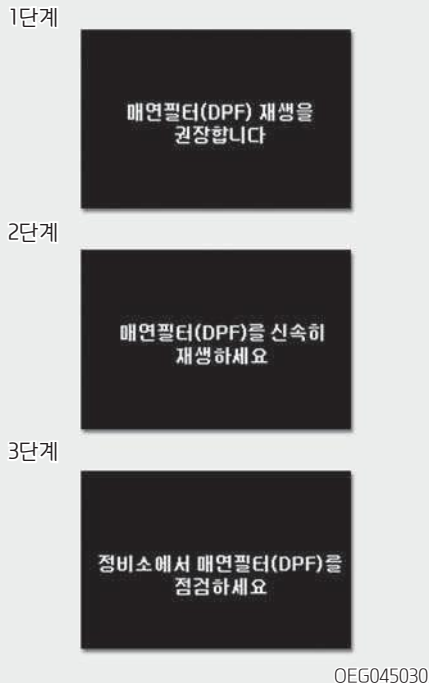 1단계
매연필터(DPF) 재생을
권장합니다
2단계
매연필터(DPF)를 신속히
재생하세요
3단계
정비소에서 매연필터(DPF)를
점검하세요
OEG045030